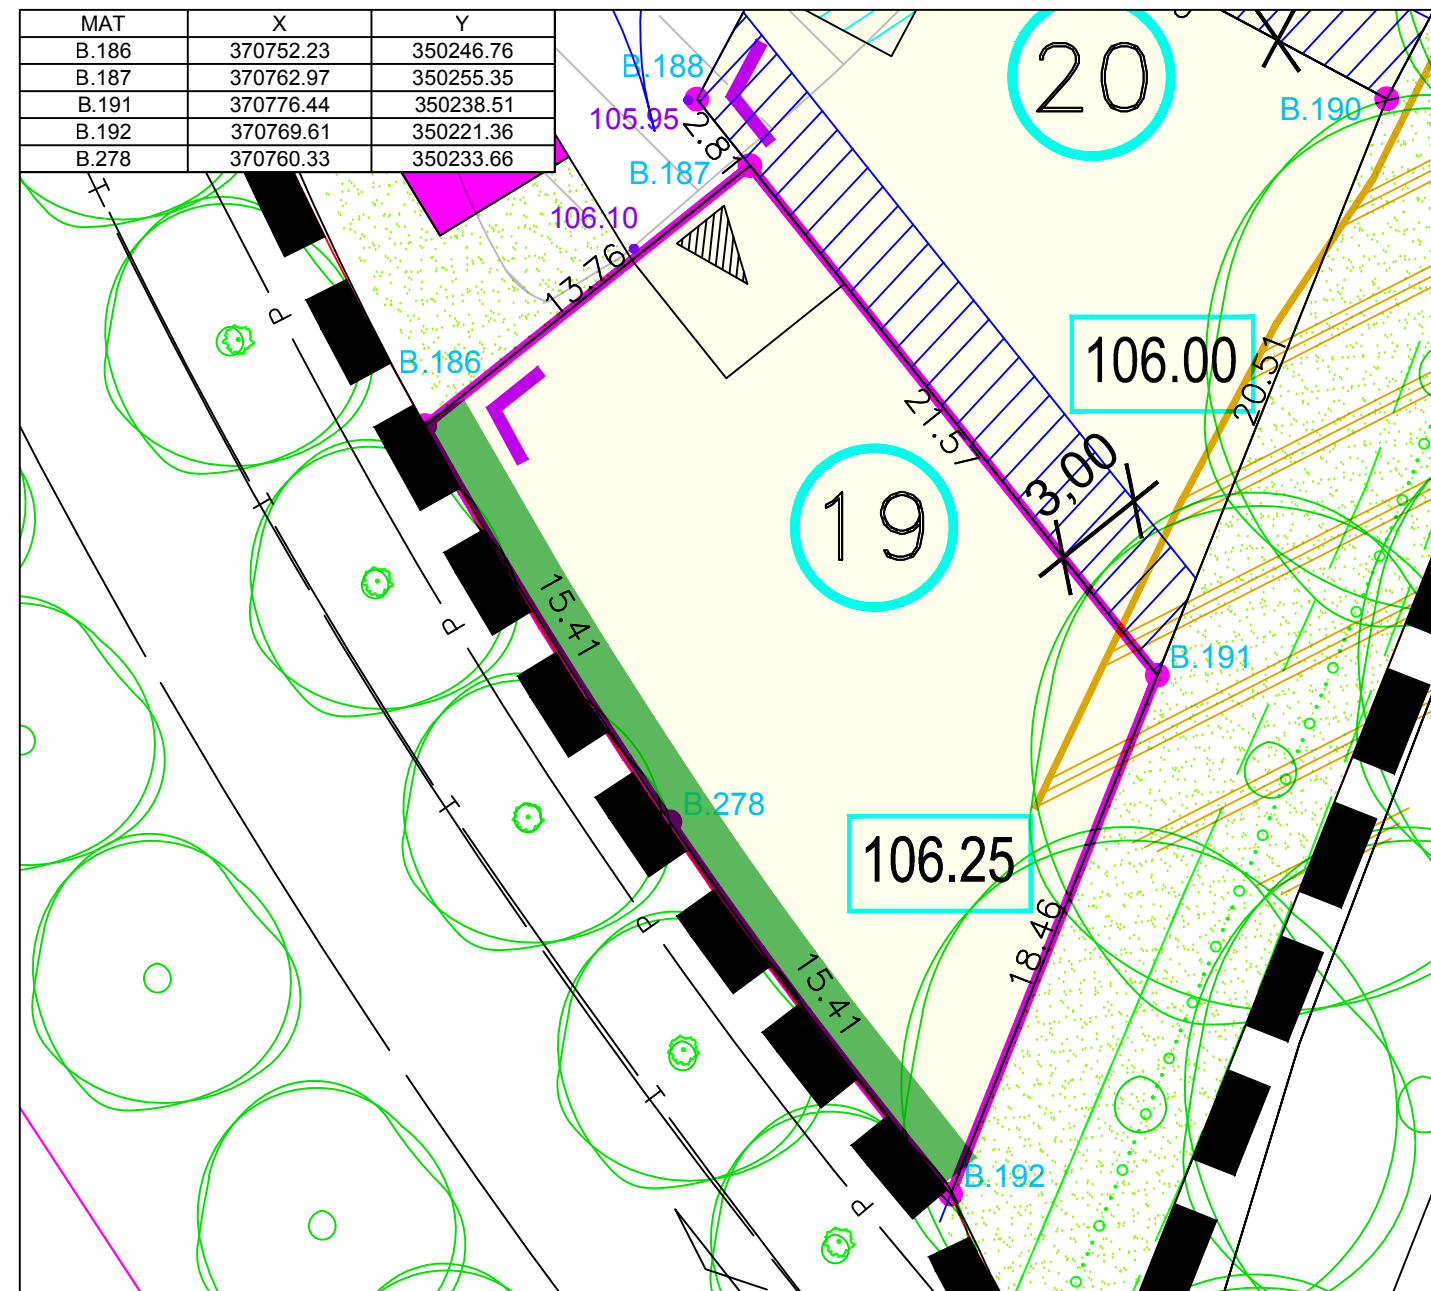 MAT X Y
B.186 370752.23 350246.76
B.187 370762.97 350255.35
B.191 370776.44 350238.51
B.192 370769.61 350221.36
B.278 370760.33 350233.66
20
B.188
105.95
2.81
B.190
B.187
106.10
13.76
P
B.186
106.00
20.51
21.57
3,00
19
T
T
15.41
P
B.191
B.278
T
106.25
P
18.46
15.41
T
B.192
P